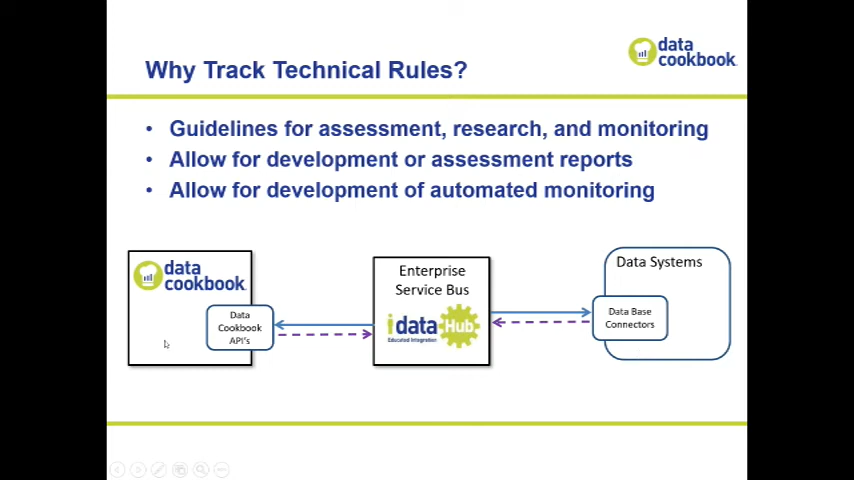 data
cookbook
Why Track Technical Rules?
• Guidelines for assessment, research, and monitoring
• Allow for development or assessment reports
• Allow for development of automated monitoring
data
cookbook
Data
Cookbook
API's
Enterprise
Service Bus
idata Hub
Educated Integration
Data Systems
Data Base
Connectors